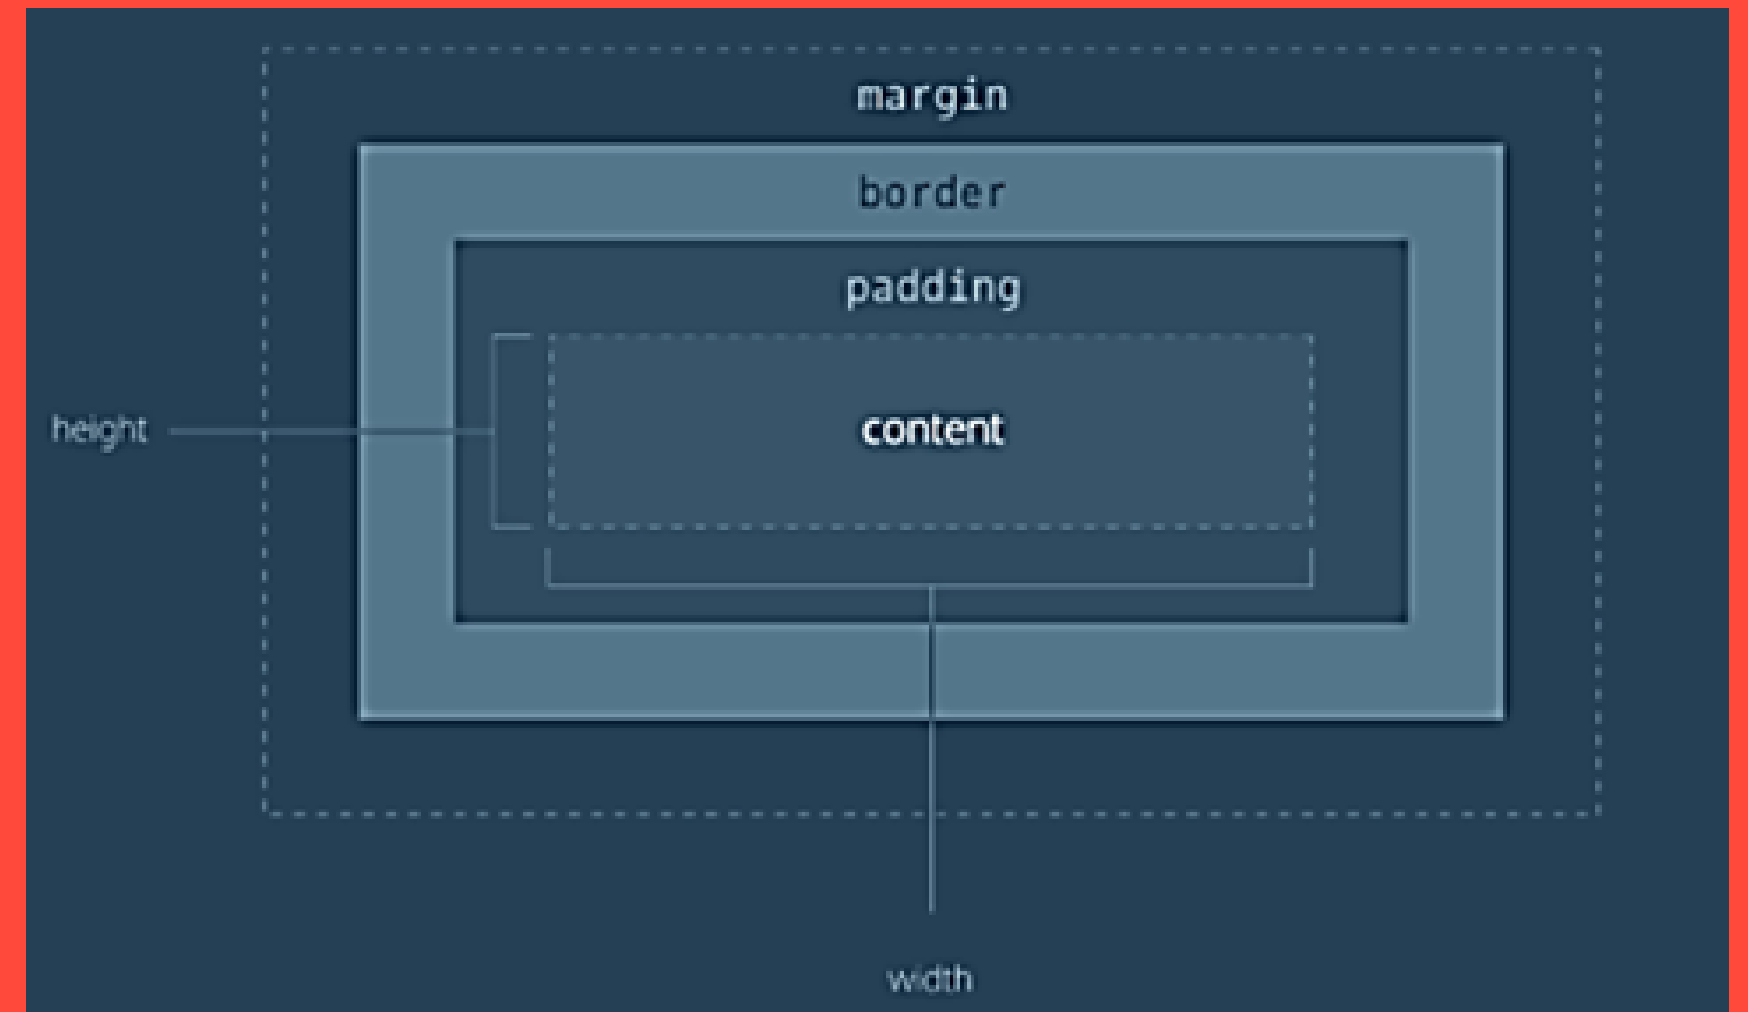 margin
border
padding
height
content
width